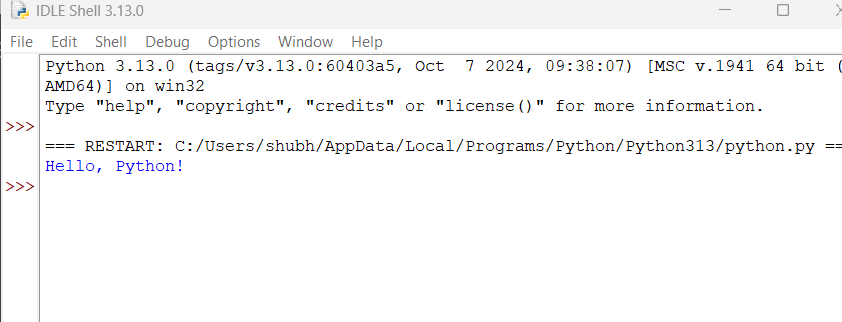 IDLE Shell 3.13.0
File Edit Shell Debug Options Window Help
Python 3.13.0 (tags/v3.13.0:60403a5, Oct  7 2024, 09:38:07) [MSC v.1941 64 bit (
AMD64)] on win32
Type "help", "copyright", "credits" or "license()" for more information.
>>>
=== RESTART: C:/Users/shubh/AppData/Local/Programs/Python/Python313/python.py ==
Hello, Python!
>>>